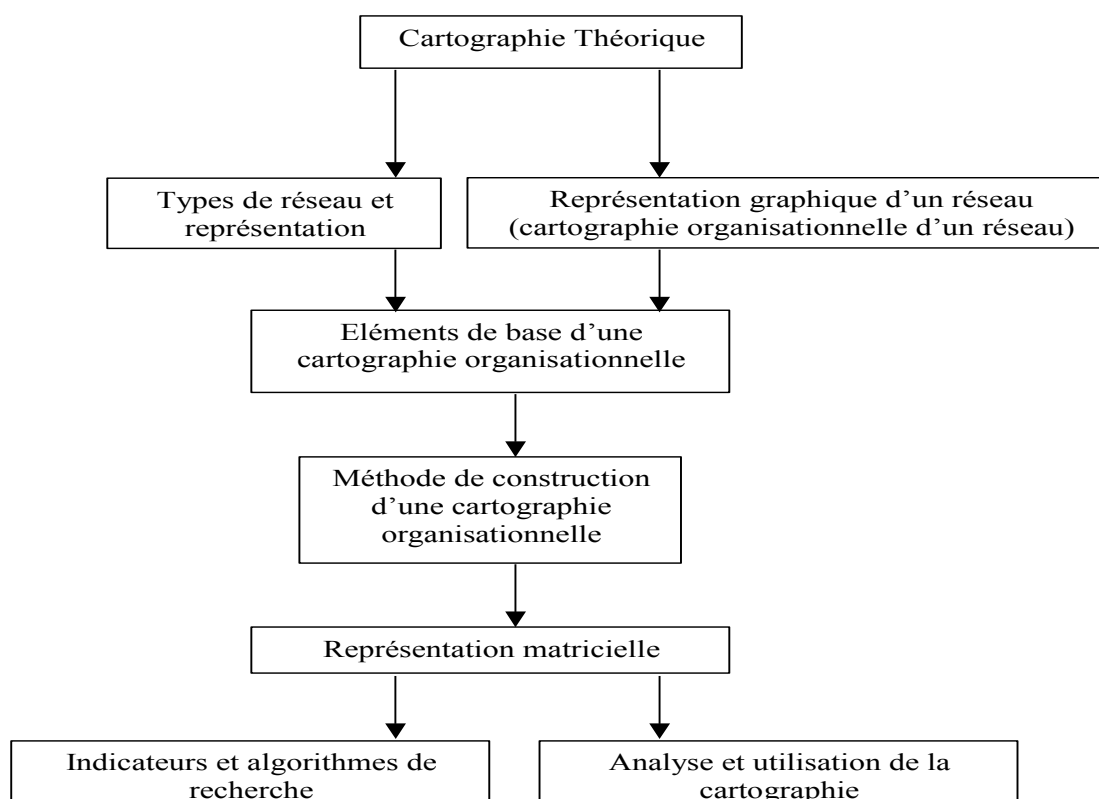 Cartographie Théorique
Types de réseau et
représentation
Représentation graphique d’un réseau
(cartographie organisationnelle d’un réseau)
Eléments de base d’une
cartographie organisationnelle
Méthode de construction
d’une cartographie
organisationnelle
Représentation matricielle
Indicateurs et algorithmes de
recherche
Analyse et utilisation de la
cartographie